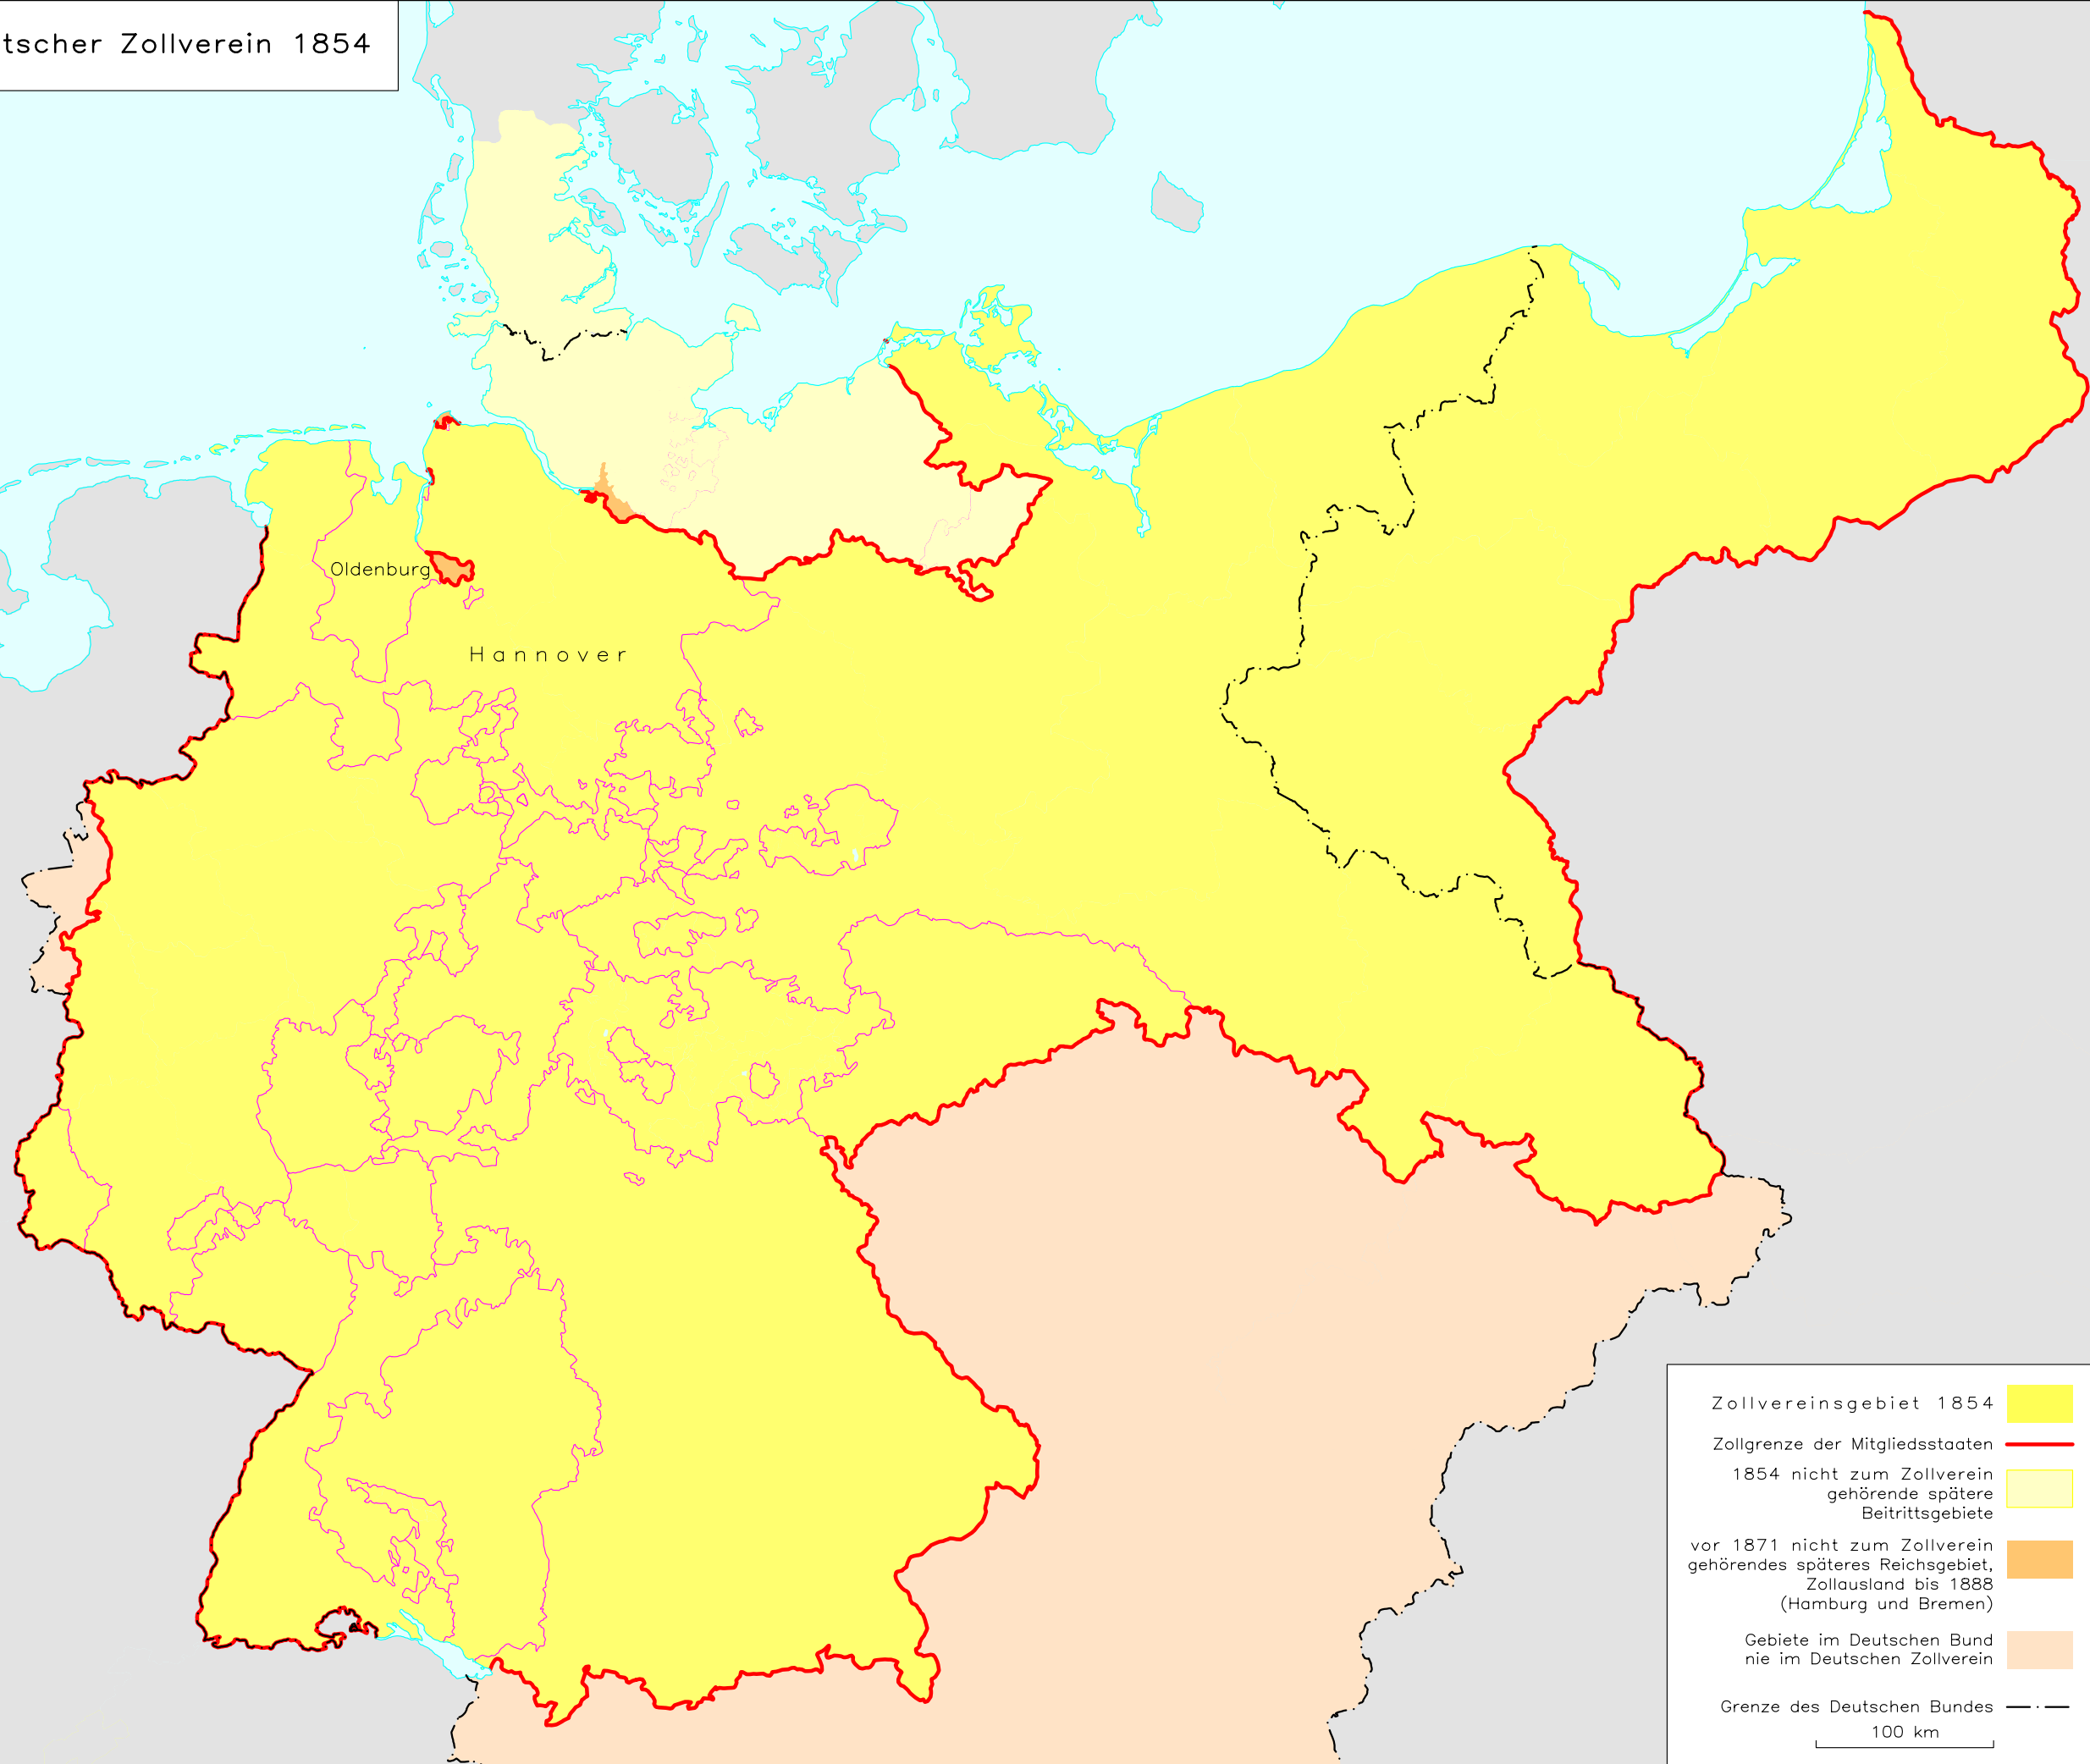 tscher Zollverein 1854
Oldenburg
Hannover
Zollvereinsgebiet 1854
Zollgrenze der Mitgliedsstaaten
1854 nicht zum Zollverein
gehörende spätere
Beitrittsgebiete
vor 1871 nicht zum Zollverein
gehörendes späteres Reichsgebiet,
Zollausland bis 1888
(Hamburg und Bremen)
Gebiete im Deutschen Bund
nie im Deutschen Zollverein
Grenze des Deutschen Bundes
100 km